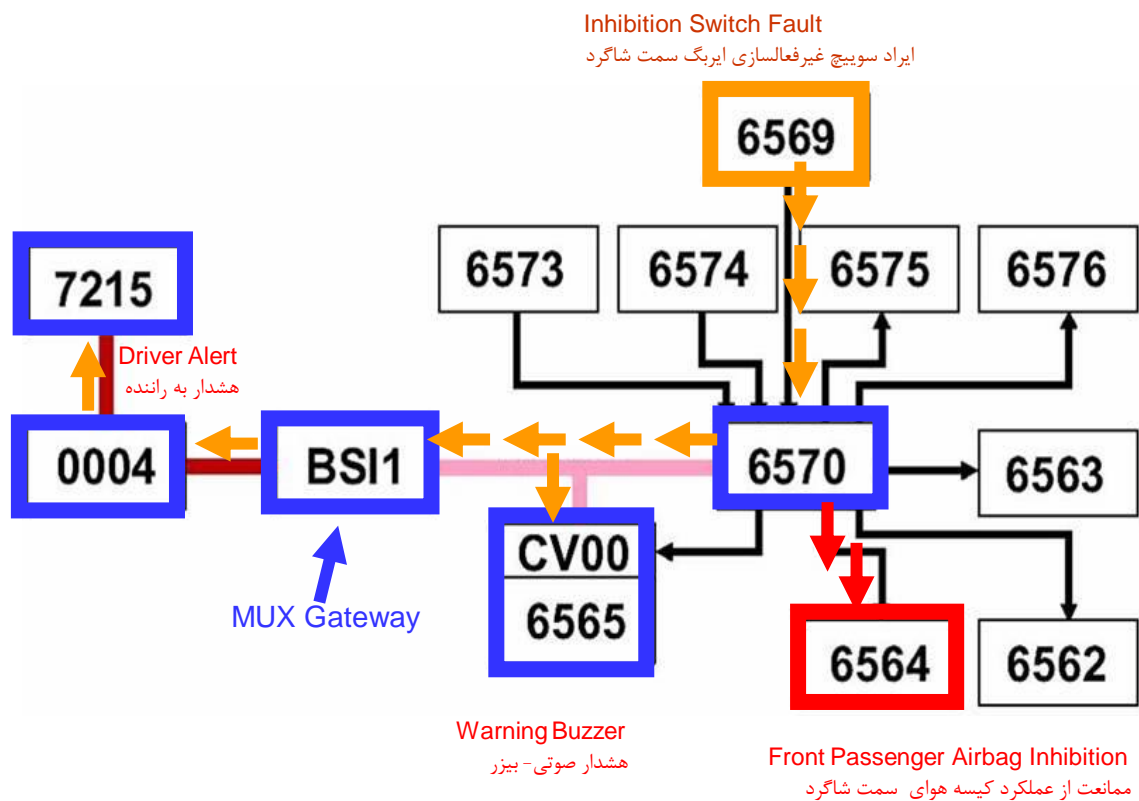 Inhibition Switch Fault
ایراد سوییچ غیرفعالسازی ایربگ سمت شاگرد
6569
6573
6574
6575
6576
7215
Driver Alert
هشدار به راننده
0004
BSI1
6570
6563
CV00
6565
MUX Gateway
6564
6562
Warning Buzzer
هشدار صوتی- بیزر
Front Passenger Airbag Inhibition
ممانعت از عملکرد کیسه هوای سمت شاگرد